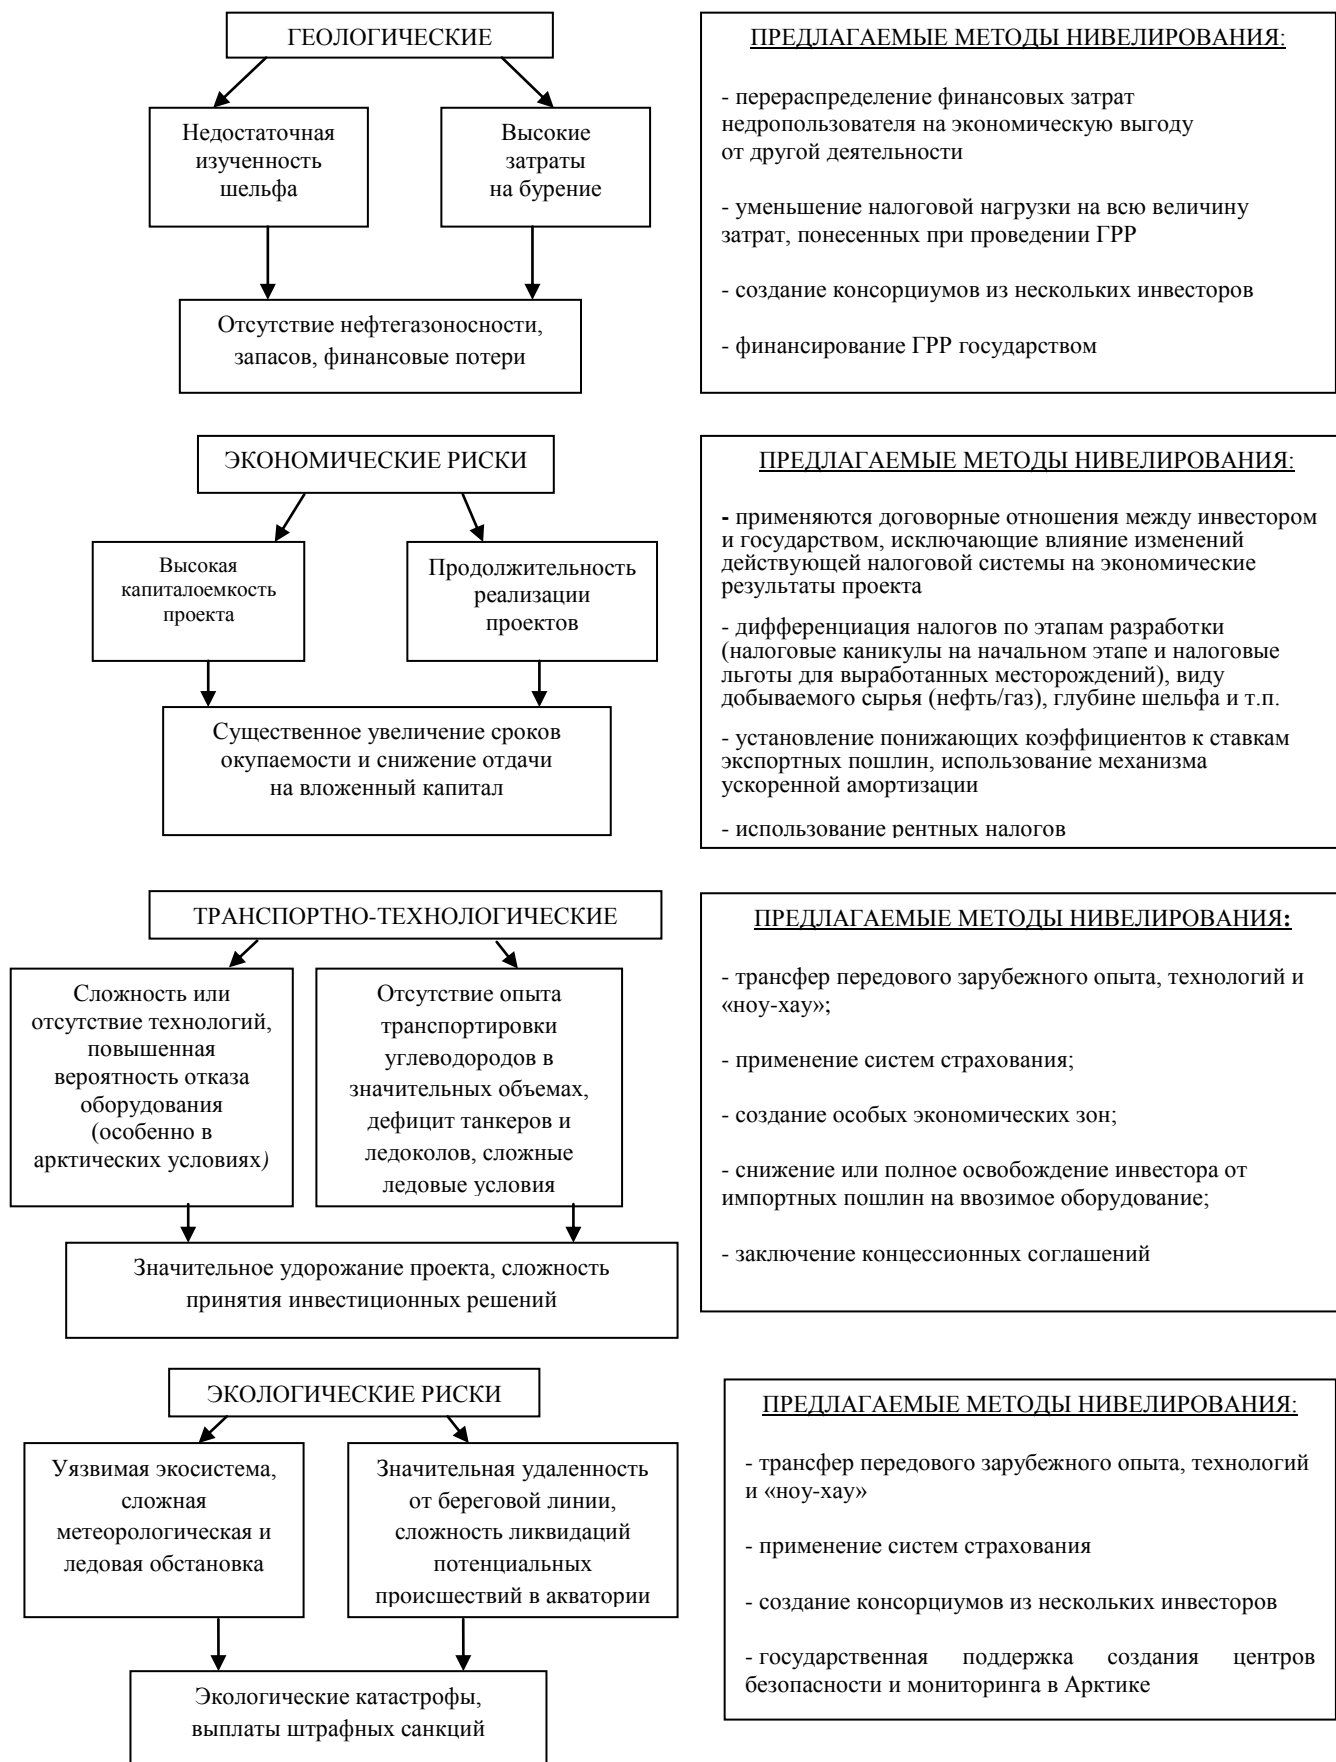 ГЕОЛОГИЧЕСКИЕ
Недостаточная
изученность
шельфа
Высокие
затраты
на бурение
Отсутствие нефтегазоносности,
запасов, финансовые потери
ПРЕДЛАГАЕМЫЕ МЕТОДЫ НИВЕЛИРОВАНИЯ:
- перераспределение финансовых затрат
недропользователя на экономическую выгоду
от другой деятельности
- уменьшение налоговой нагрузки на всю величину
затрат, понесенных при проведении ГРР
- создание консорциумов из нескольких инвесторов
- финансирование ГРР государством
ЭКОНОМИЧЕСКИЕ РИСКИ
Высокая
капиталоемкость
проекта
Продолжительность
реализации
проектов
Существенное увеличение сроков
окупаемости и снижение отдачи
на вложенный капитал
ПРЕДЛАГАЕМЫЕ МЕТОДЫ НИВЕЛИРОВАНИЯ:
- применяются договорные отношения между инвестором
и государством, исключающие влияние изменений
действующей налоговой системы на экономические
результаты проекта
- дифференциация налогов по этапам разработки
(налоговые каникулы на начальном этапе и налоговые
льготы для выработанных месторождений), виду
добываемого сырья (нефть/газ), глубине шельфа и т.п.
- установление понижающих коэффициентов к ставкам
экспортных пошлин, использование механизма
ускоренной амортизации
- использование рентных налогов
ТРАНСПОРТНО-ТЕХНОЛОГИЧЕСКИЕ
Сложность или
отсутствие технологий,
повышенная
вероятность отказа
оборудования
(особенно в
арктических условиях)
Отсутствие опыта
транспортировки
углеводородов в
значительных объемах,
дефицит танкеров и
ледоколов, сложные
ледовые условия
Значительное удорожание проекта, сложность
принятия инвестиционных решений
ПРЕДЛАГАЕМЫЕ МЕТОДЫ НИВЕЛИРОВАНИЯ:
- трансфер передового зарубежного опыта, технологий и
«ноу-хау»;
- применение систем страхования;
- создание особых экономических зон;
- снижение или полное освобождение инвестора от
импортных пошлин на ввозимое оборудование;
- заключение концессионных соглашений
ЭКОЛОГИЧЕСКИЕ РИСКИ
Уязвимая экосистема,
сложная
метеорологическая и
ледовая обстановка
Значительная удаленность
от береговой линии,
сложность ликвидаций
потенциальных
происшествий в акватории
Экологические катастрофы,
выплаты штрафных санкций
ПРЕДЛАГАЕМЫЕ МЕТОДЫ НИВЕЛИРОВАНИЯ:
- трансфер передового зарубежного опыта, технологий
и «ноу-хау»
- применение систем страхования
- создание консорциумов из нескольких инвесторов
- государственная поддержка создания центров
безопасности и мониторинга в Арктике